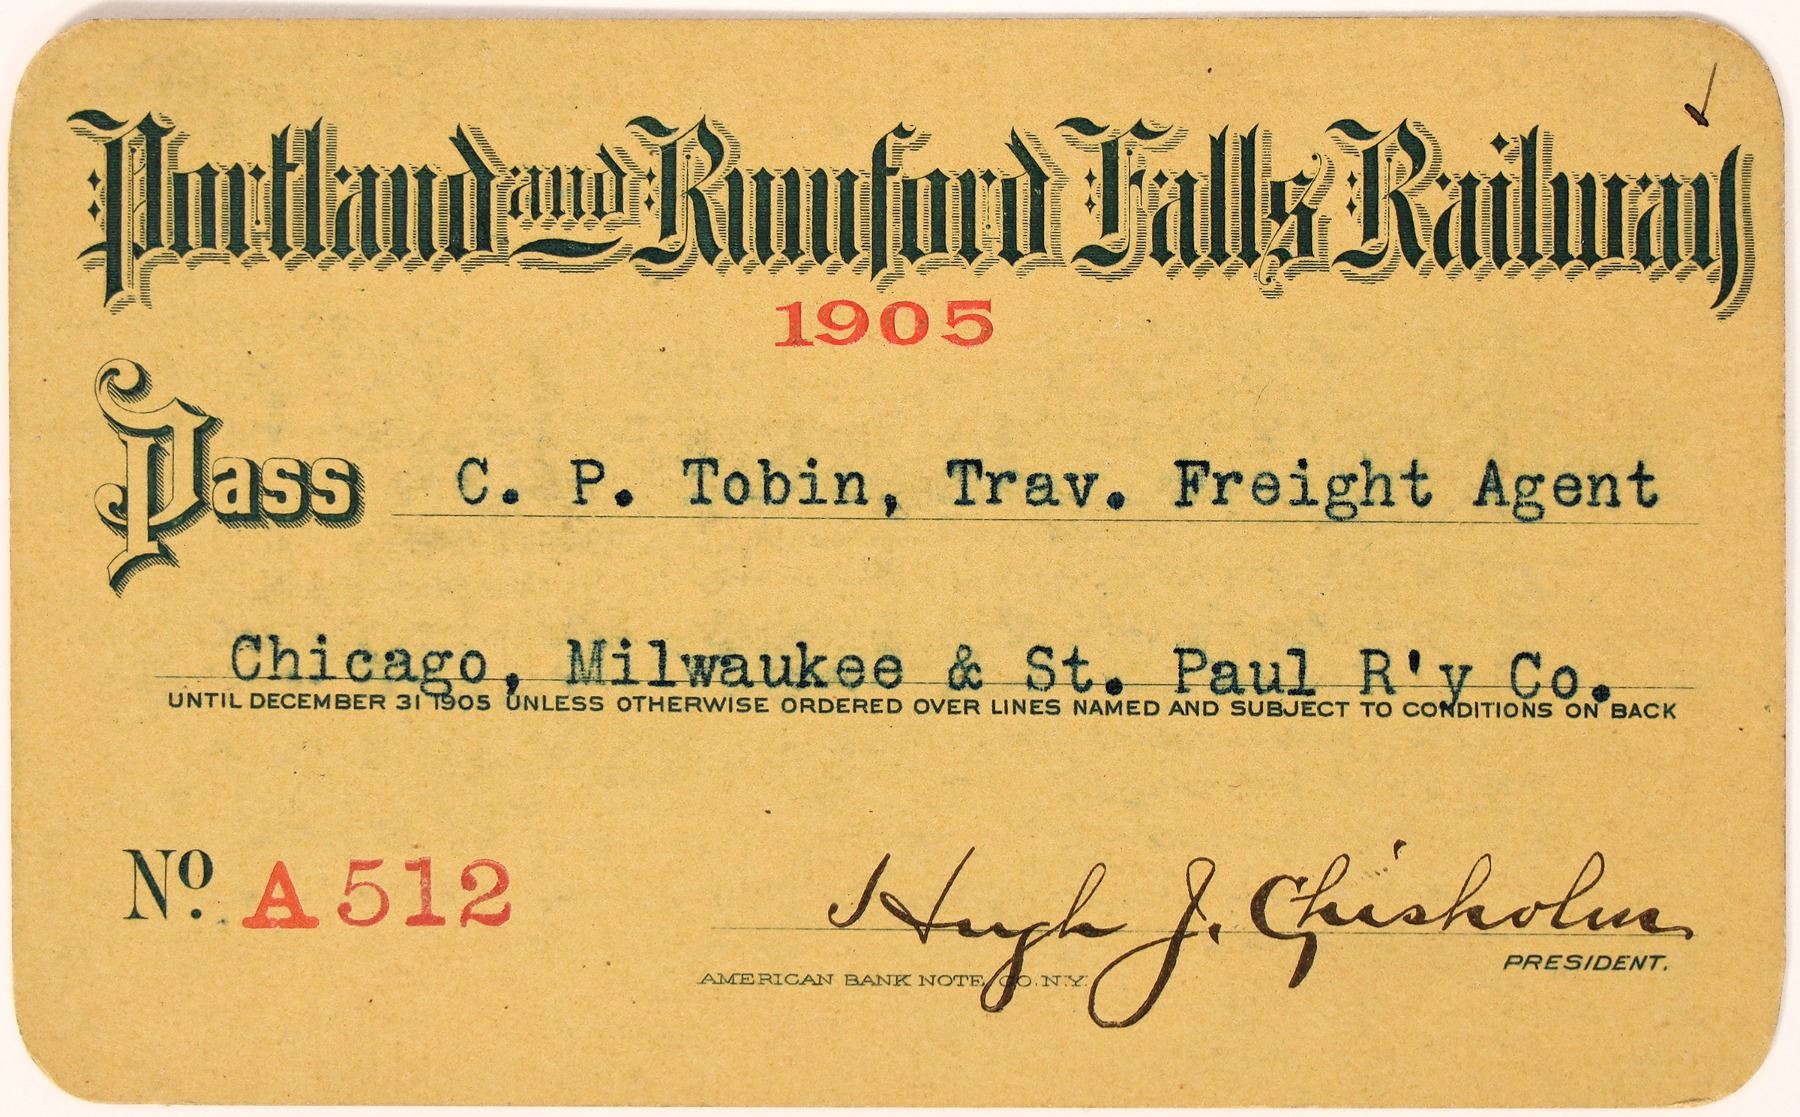 Portland and Rumford Falls Railway
1905
Pass C. P. Tobin, Trav. Freight Agent
Chicago, Milwaukee & St. Paul R'y Co.
UNTIL DECEMBER 31 1905 UNLESS OTHERWISE ORDERED OVER LINES NAMED AND SUBJECT TO CONDITIONS ON BACK
No. A 512
Hugh J. Chisholm
PRESIDENT.
AMERICAN BANK NOTE CO. N.Y.